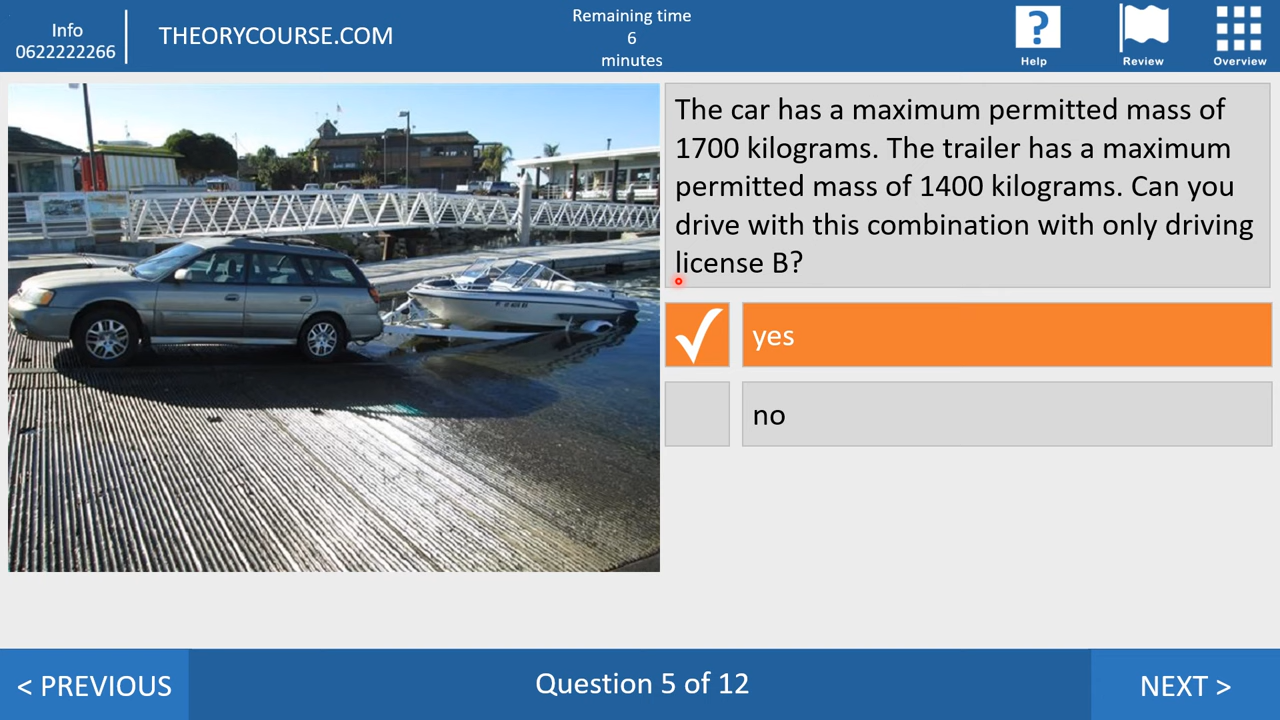 Info
0622222266
THEORYCOURSE.COM
Remaining time
6
minutes
Help
Review
Overview
The car has a maximum permitted mass of
1700 kilograms. The trailer has a maximum
permitted mass of 1400 kilograms. Can you
drive with this combination with only driving
license B?
yes
no
< PREVIOUS
Question 5 of 12
NEXT >